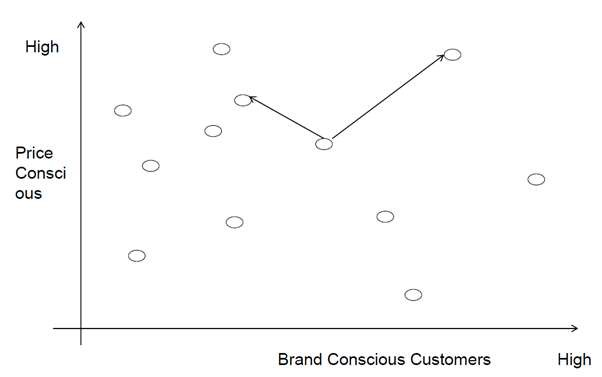 High
Price
Consci
ous
Brand Conscious Customers
High